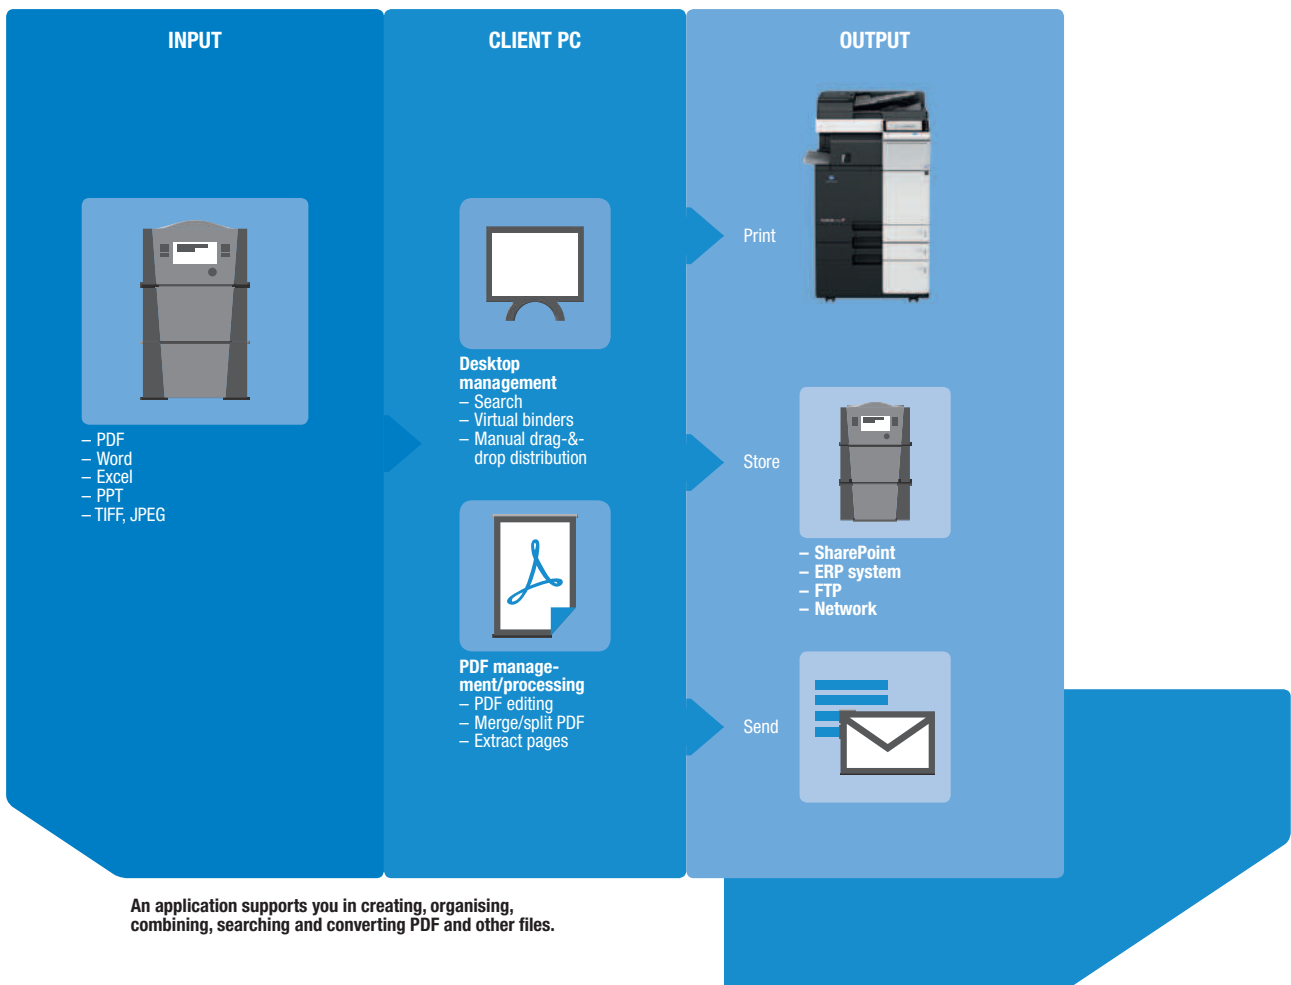 INPUT
– PDF
– Word
– Excel
– PPT
– TIFF, JPEG
CLIENT PC
Desktop
management
– Search
– Virtual binders
– Manual drag-&-
drop distribution
PDF manage-
ment/processing
– PDF editing
– Merge/split PDF
– Extract pages
OUTPUT
Print
Store
– SharePoint
– ERP system
– FTP
– Network
Send
An application supports you in creating, organising,
combining, searching and converting PDF and other files.